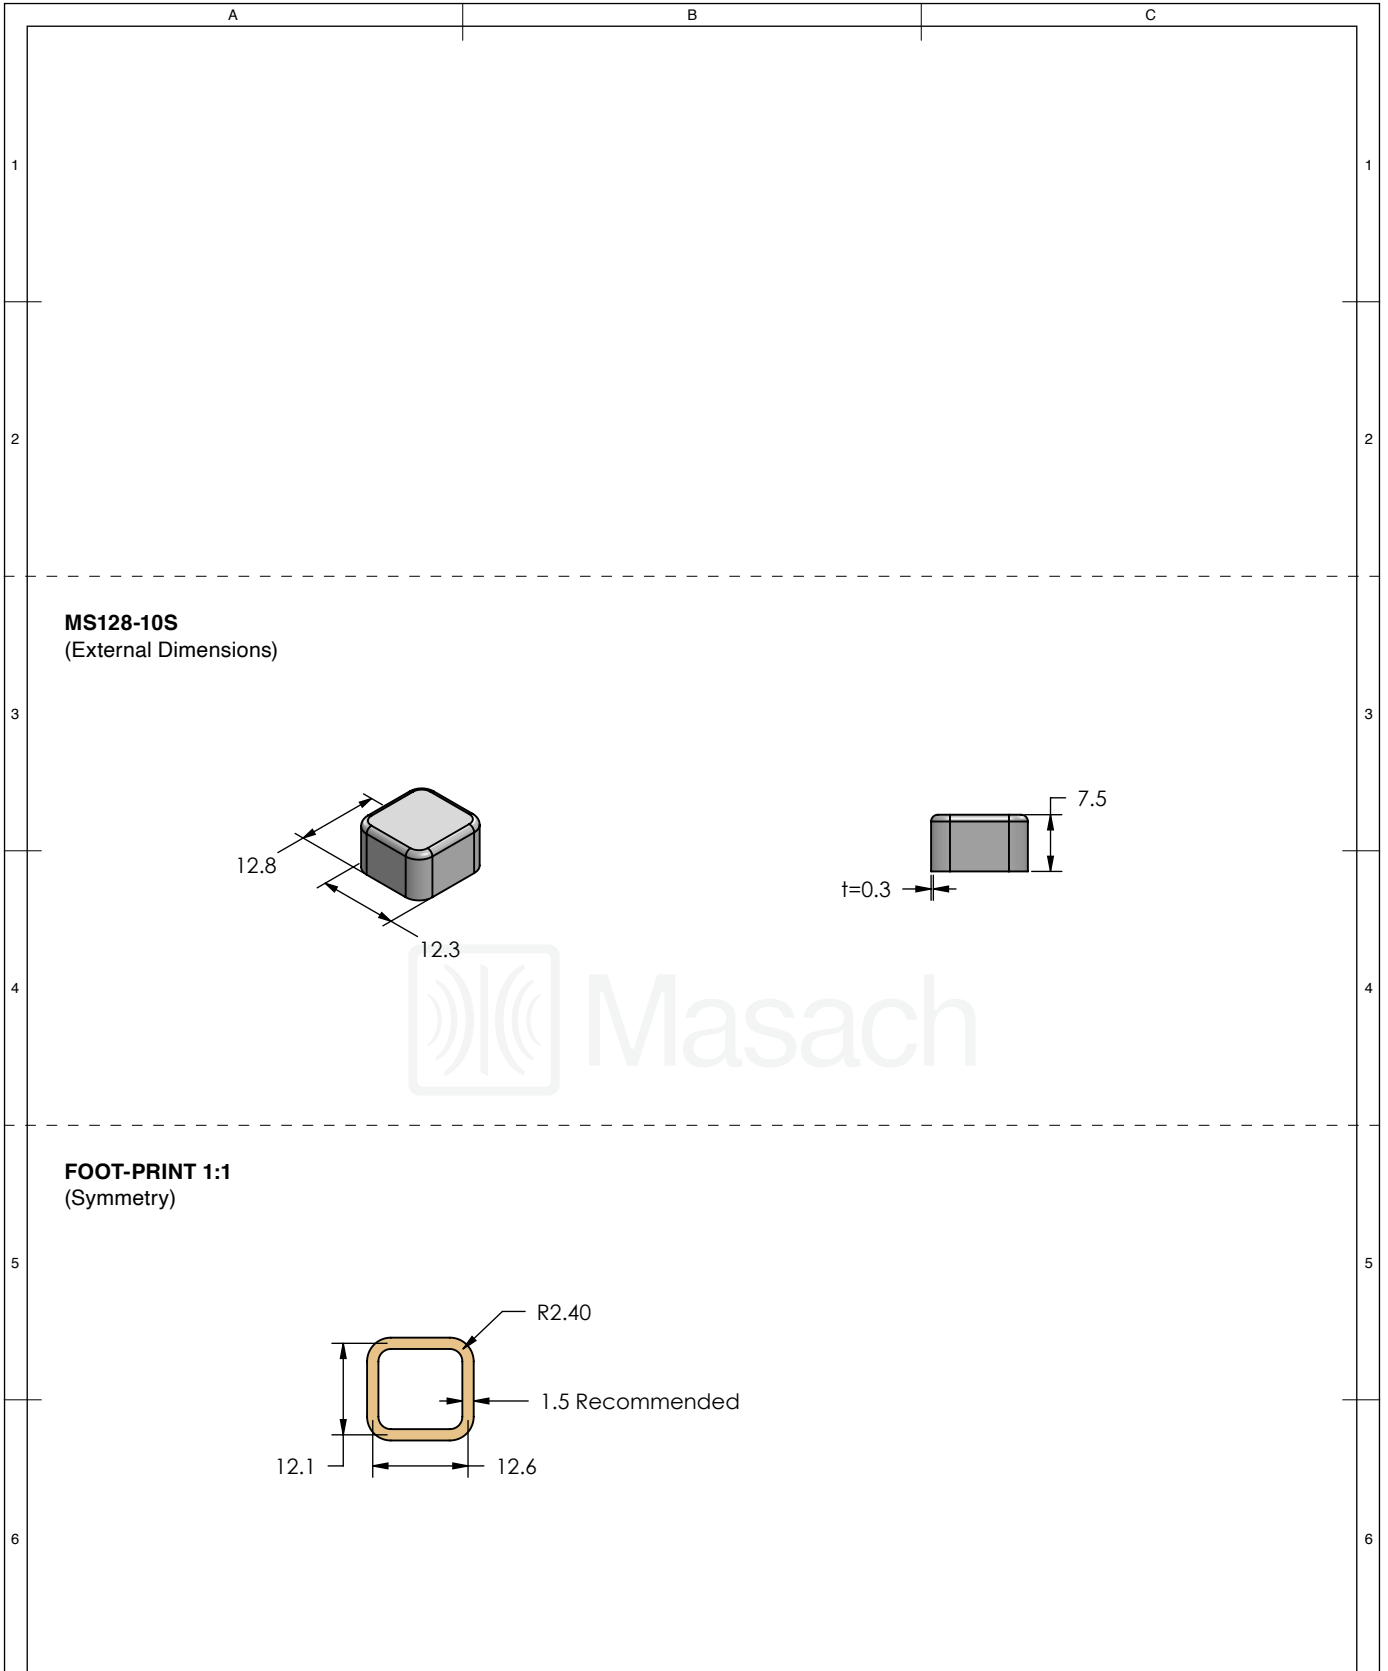 A B C
1 1
2 2
MS128-10S
(External Dimensions)
3 3
7.5
12.8
t=0.3
12.3
4 4
Masach
FOOT-PRINT 1:1
(Symmetry)
5 5
R2.40
1.5 Recommended
12.1 12.6
6 6